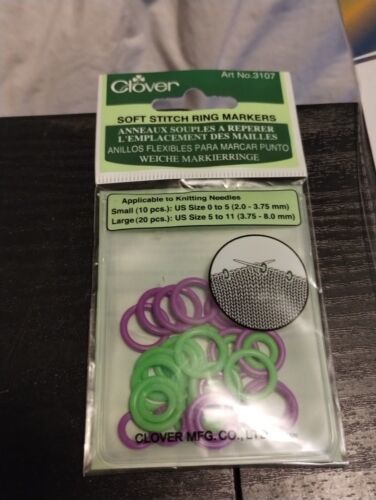 Art No.3107
Clover
SOFT STITCH RING MARKERS
ANNEAUX SOUPLES A REPERER
L'EMPLACEMENT DES MAILLES
ANILLOS FLEXIBLES PARA MARCAR PUNTO
WEICHE MARKIERRINGE
Applicable to Knitting Needles
Small (10 pcs.): US Size 0 to 5 (2.0 - 3.75 mm)
Large (20 pcs.): US Size 5 to 11 (3.75 - 8.0 mm)
CLOVER MFG. CO., LTD.